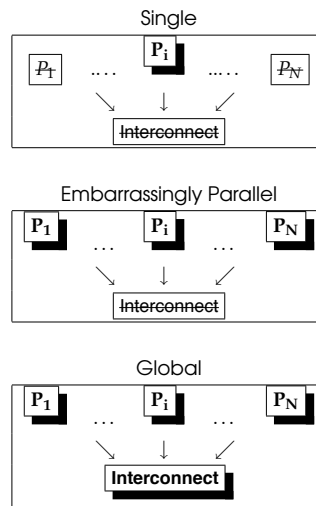 Single
P1 ..... Pi ..... PN
Interconnect
Embarrassingly Parallel
P1 ... Pi ... PN
Interconnect
Global
P1 ... Pi ... PN
Interconnect